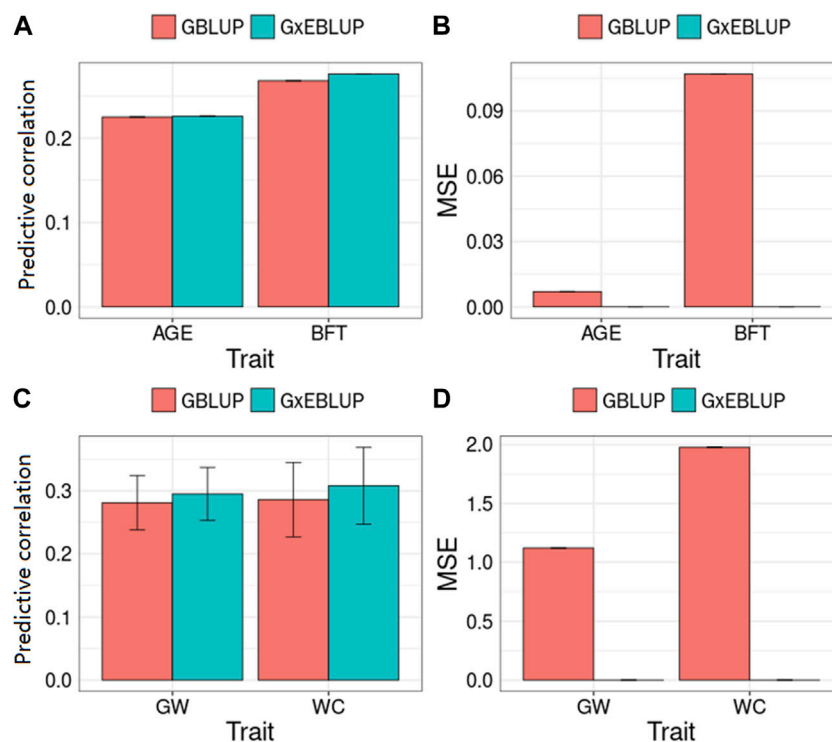 A
GBLUP GxEBLUP
Predictive correlation
0.2
0.1
0.0
AGE BFT
Trait
B
GBLUP GxEBLUP
MSE
0.09
0.06
0.03
0.00
AGE BFT
Trait
C
GBLUP GxEBLUP
Predictive correlation
0.3
0.2
0.1
0.0
GW WC
Trait
D
GBLUP GxEBLUP
MSE
2.0
1.5
1.0
0.5
0.0
GW WC
Trait